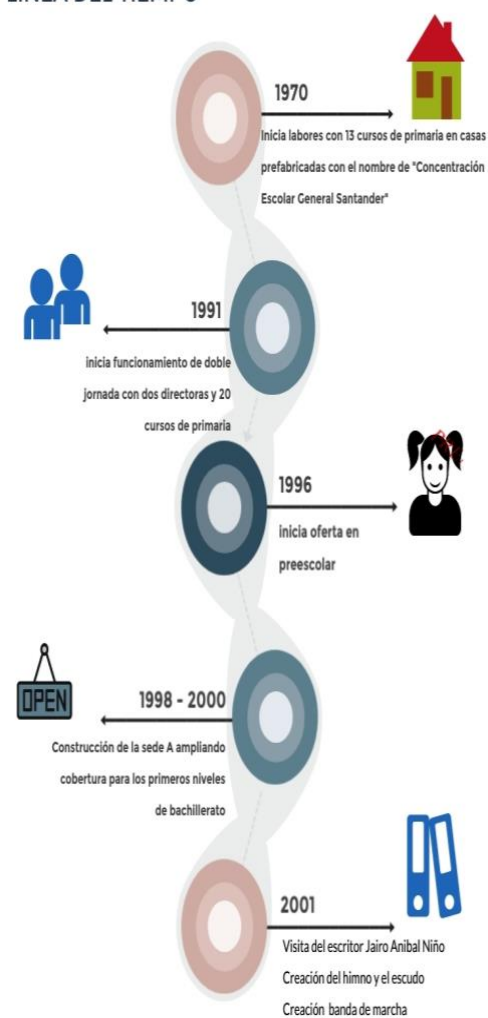 LÍNEA DEL TIEMPO
1970
Inicia labores con 13 cursos de primaria en casas
prefabricadas con el nombre de "Concentración
Escolar General Santander"
1991
inicia funcionamiento de doble
jornada con dos directoras y 20
cursos de primaria
1996
inicia oferta en
preescolar
OPEN
1998 - 2000
Construcción de la sede A ampliando
cobertura para los primeros niveles
de bachillerato
2001
Visita del escritor Jairo Anibal Niño
Creación del himno y el escudo
Creación banda de marcha